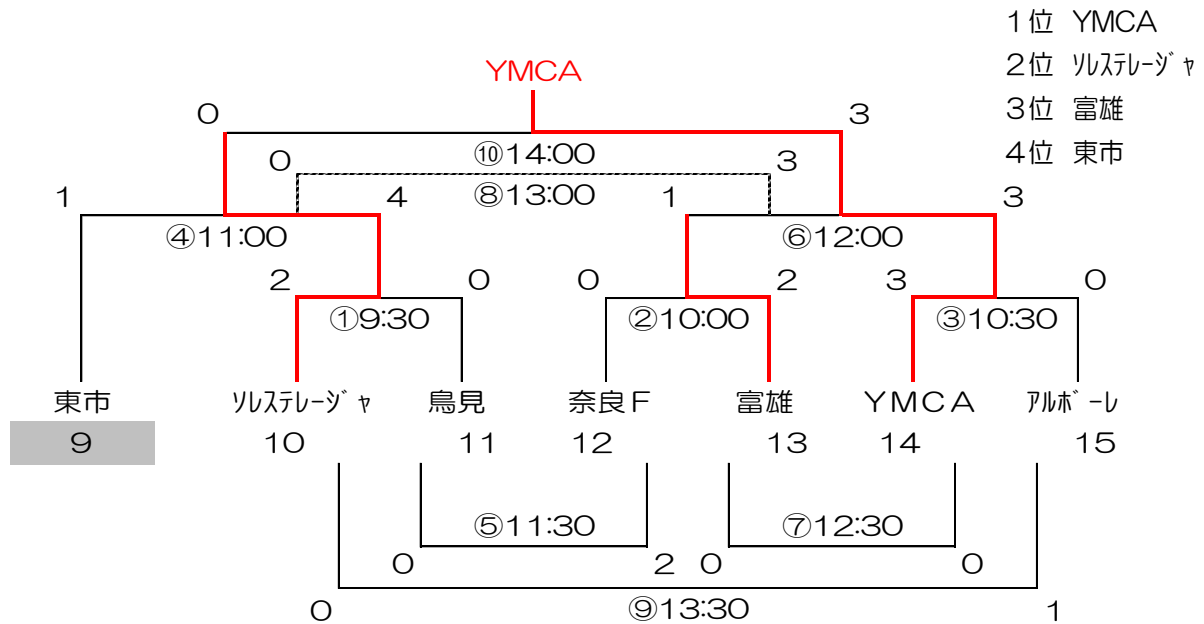 1位 YMCA
2位 ソレステレージャ
3位 富雄
4位 東市
YMCA
0 3
⑩14:00
0 3
⑧13:00
1 4 1 3
④11:00 ⑥12:00
2 0 0 2 3 0
①9:30 ②10:00 ③10:30
東市 ソレステレージャ 鳥見 奈良F 富雄 YMCA アルボーレ
9 10 11 12 13 14 15
⑤11:30 ⑦12:30
0 2 0 0
⑨13:30
0 1